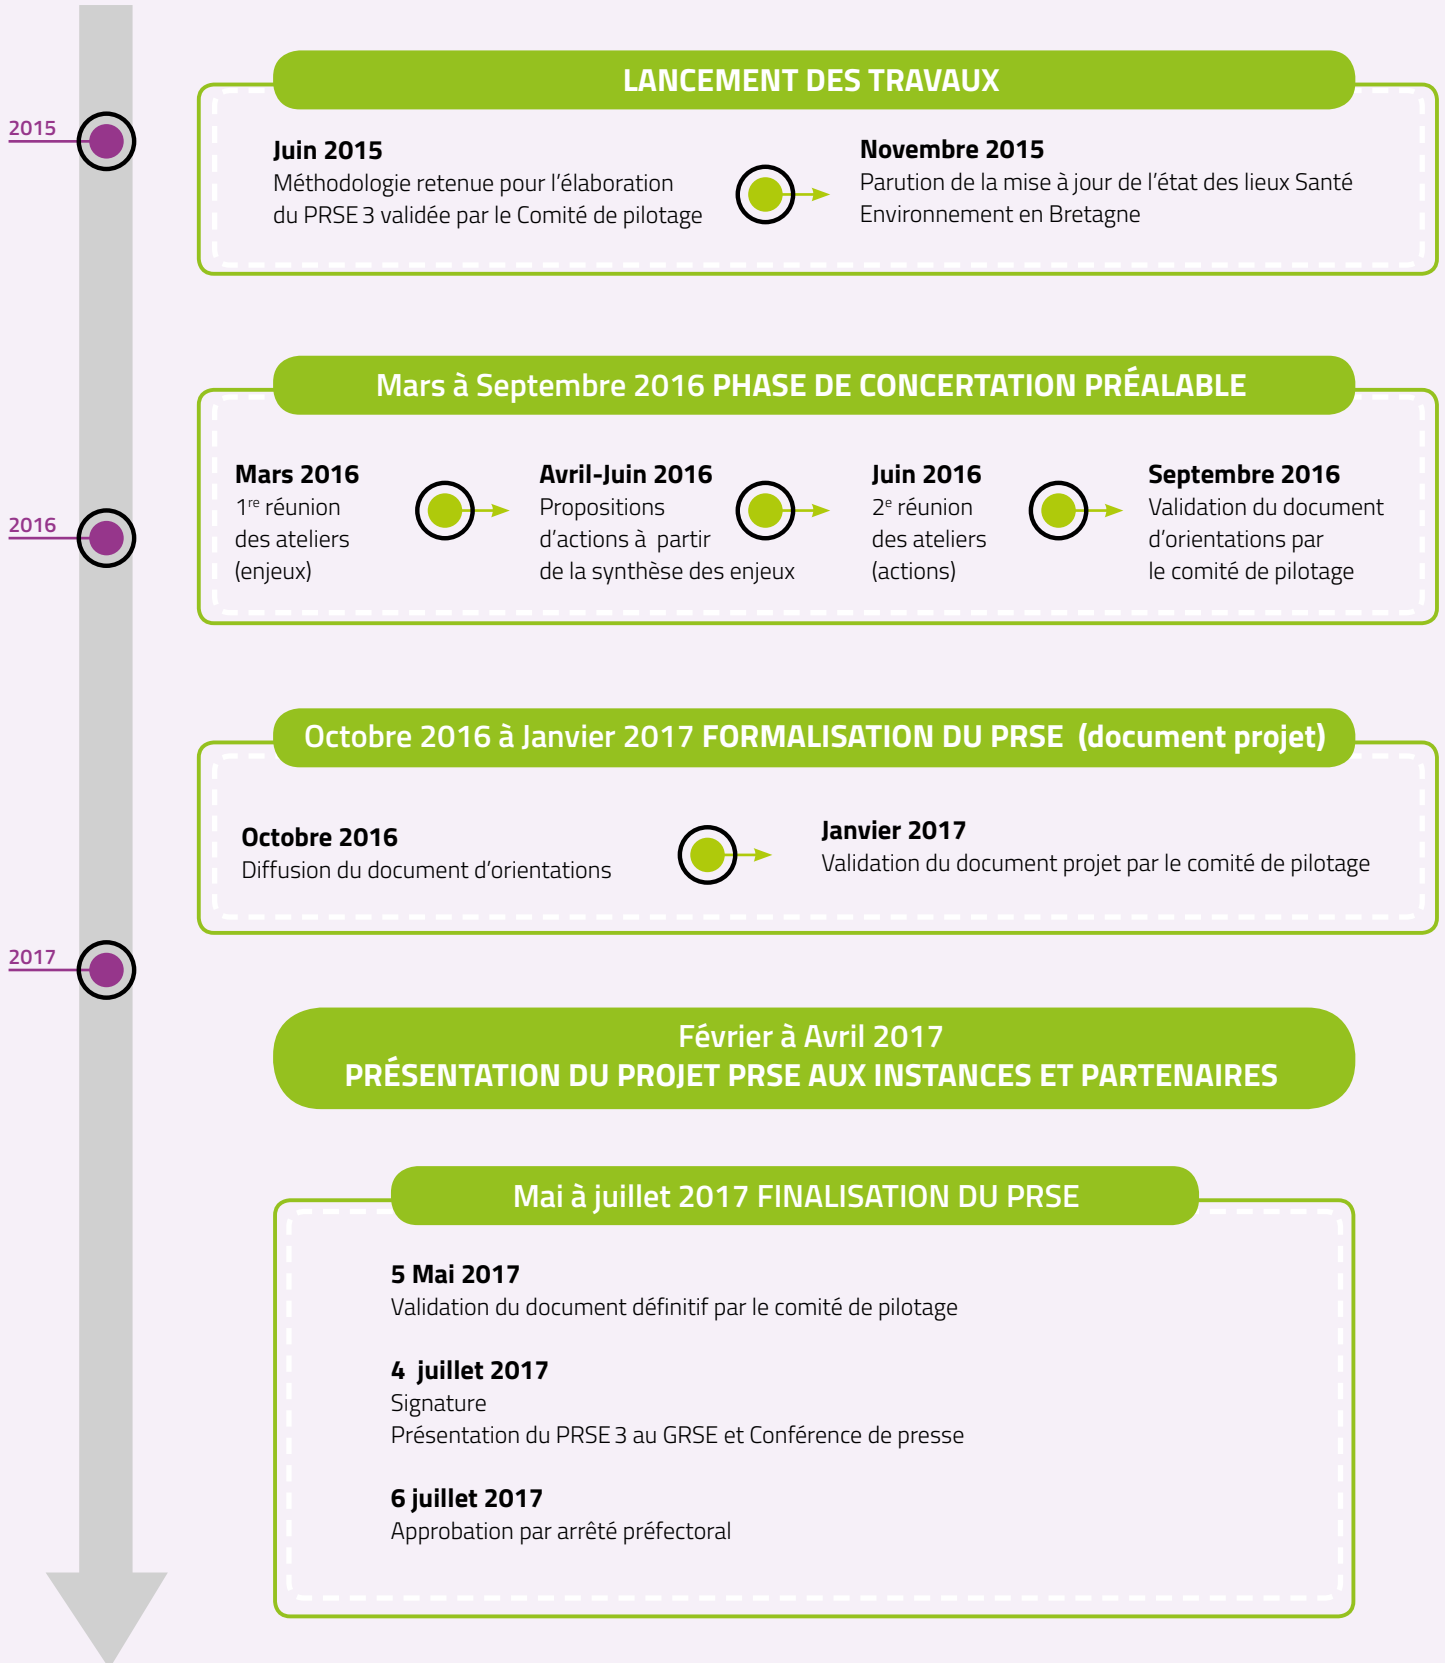 2015
LANCEMENT DES TRAVAUX
Juin 2015
Méthodologie retenue pour l’élaboration
du PRSE 3 validée par le Comité de pilotage
Novembre 2015
Parution de la mise à jour de l’état des lieux Santé
Environnement en Bretagne
2016
Mars à Septembre 2016 PHASE DE CONCERTATION PRÉALABLE
Mars 2016
1re réunion
des ateliers
(enjeux)
Avril-Juin 2016
Propositions
d’actions à partir
de la synthèse des enjeux
Juin 2016
2e réunion
des ateliers
(actions)
Septembre 2016
Validation du document
d’orientations par
le comité de pilotage
Octobre 2016 à Janvier 2017 FORMALISATION DU PRSE (document projet)
Octobre 2016
Diffusion du document d’orientations
Janvier 2017
Validation du document projet par le comité de pilotage
2017
Février à Avril 2017
PRÉSENTATION DU PROJET PRSE AUX INSTANCES ET PARTENAIRES
Mai à juillet 2017 FINALISATION DU PRSE
5 Mai 2017
Validation du document définitif par le comité de pilotage
4 juillet 2017
Signature
Présentation du PRSE 3 au GRSE et Conférence de presse
6 juillet 2017
Approbation par arrêté préfectoral